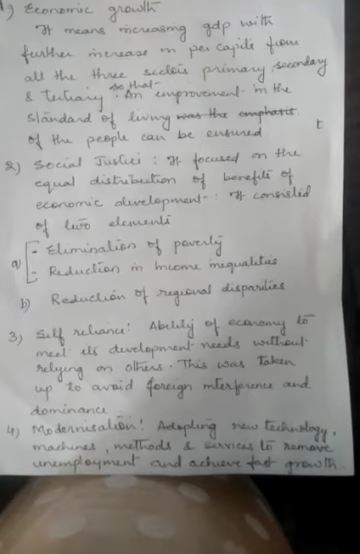 1) Economic growth
It means increasing gdp with
further increase in per capita from
all the three sectors primary, secondary
so that
& tertiary. An improvement in the
standard of living was the emphasis
of the people can be ensured
t
2) Social Justice : It focused on the
equal distribution of benefits of
economic development : It consisted
of two elements
a) - Elimination of poverty
- Reduction in Income inequalities
b) Reduction of regional disparities
3) Self reliance : Ability of economy to
meet its development needs without
relying on others. This was taken
up to avoid foreign interference and
dominance
4) Modernisation : Adopting new technology,
machines, methods & services to remove
unemployment and achieve fast growth.